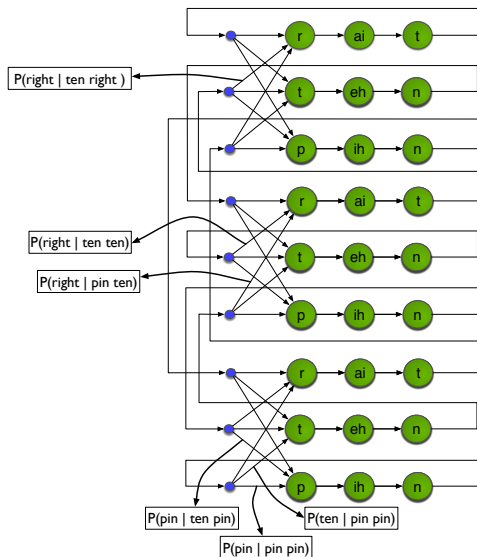 r ai t
P(right | ten right )
t eh n
p ih n
r ai t
P(right | ten ten)
t eh n
P(right | pin ten)
p ih n
r ai t
t eh n
p ih n
P(pin | ten pin)
P(ten | pin pin)
P(pin | pin pin)